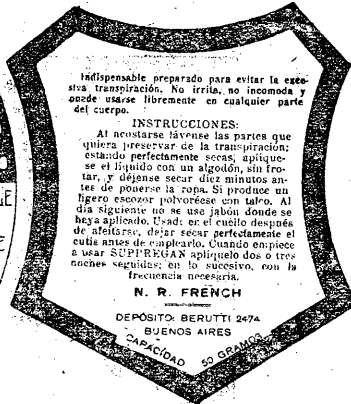 Indispensable preparado para evitar la exce-
siva transpiración. No irrita, no incomoda y
puede usarse libremente en cualquier parte
del cuerpo.
INSTRUCCIONES:
Al acostarse lávense las partes que
quiera preservar de la transpiración;
estando perfectamente secas, aplíque-
se el líquido con un algodón, sin fro-
tar, y déjense secar diez minutos an-
tes de ponerse la ropa. Si produce un
ligero escozor polvorécese con talco. Al
día siguiente no se use jabón donde se
haya aplicado. Usado en el cuello después
de afeitarse, dejar secar perfectamente el
cutis antes de emplearlo. Cuando empiece
a usar SUPPREGAN aplíquelo dos o tres
noches seguidas; en lo sucesivo, con la
frecuencia necesaria.
N. R. FRENCH
DEPÓSITO: BERUTTI 2474
BUENOS AIRES
CAPACIDAD 50 GRAMOS